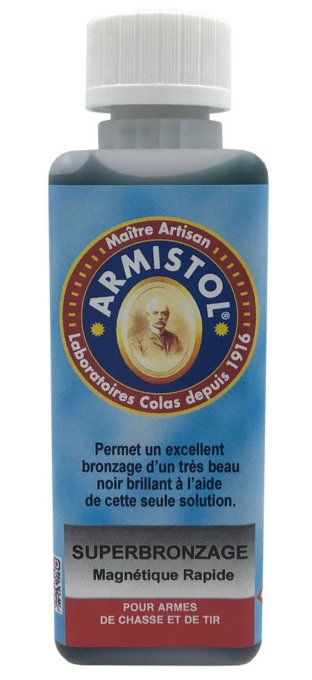 Maître Artisan
ARMISTOL®
Laboratoires Colas depuis 1916
Permet un excellent
bronzage d'un très beau
noir brillant à l'aide
de cette seule solution.
SUPERBRONZAGE
Magnétique Rapide
POUR ARMES
DE CHASSE ET DE TIR